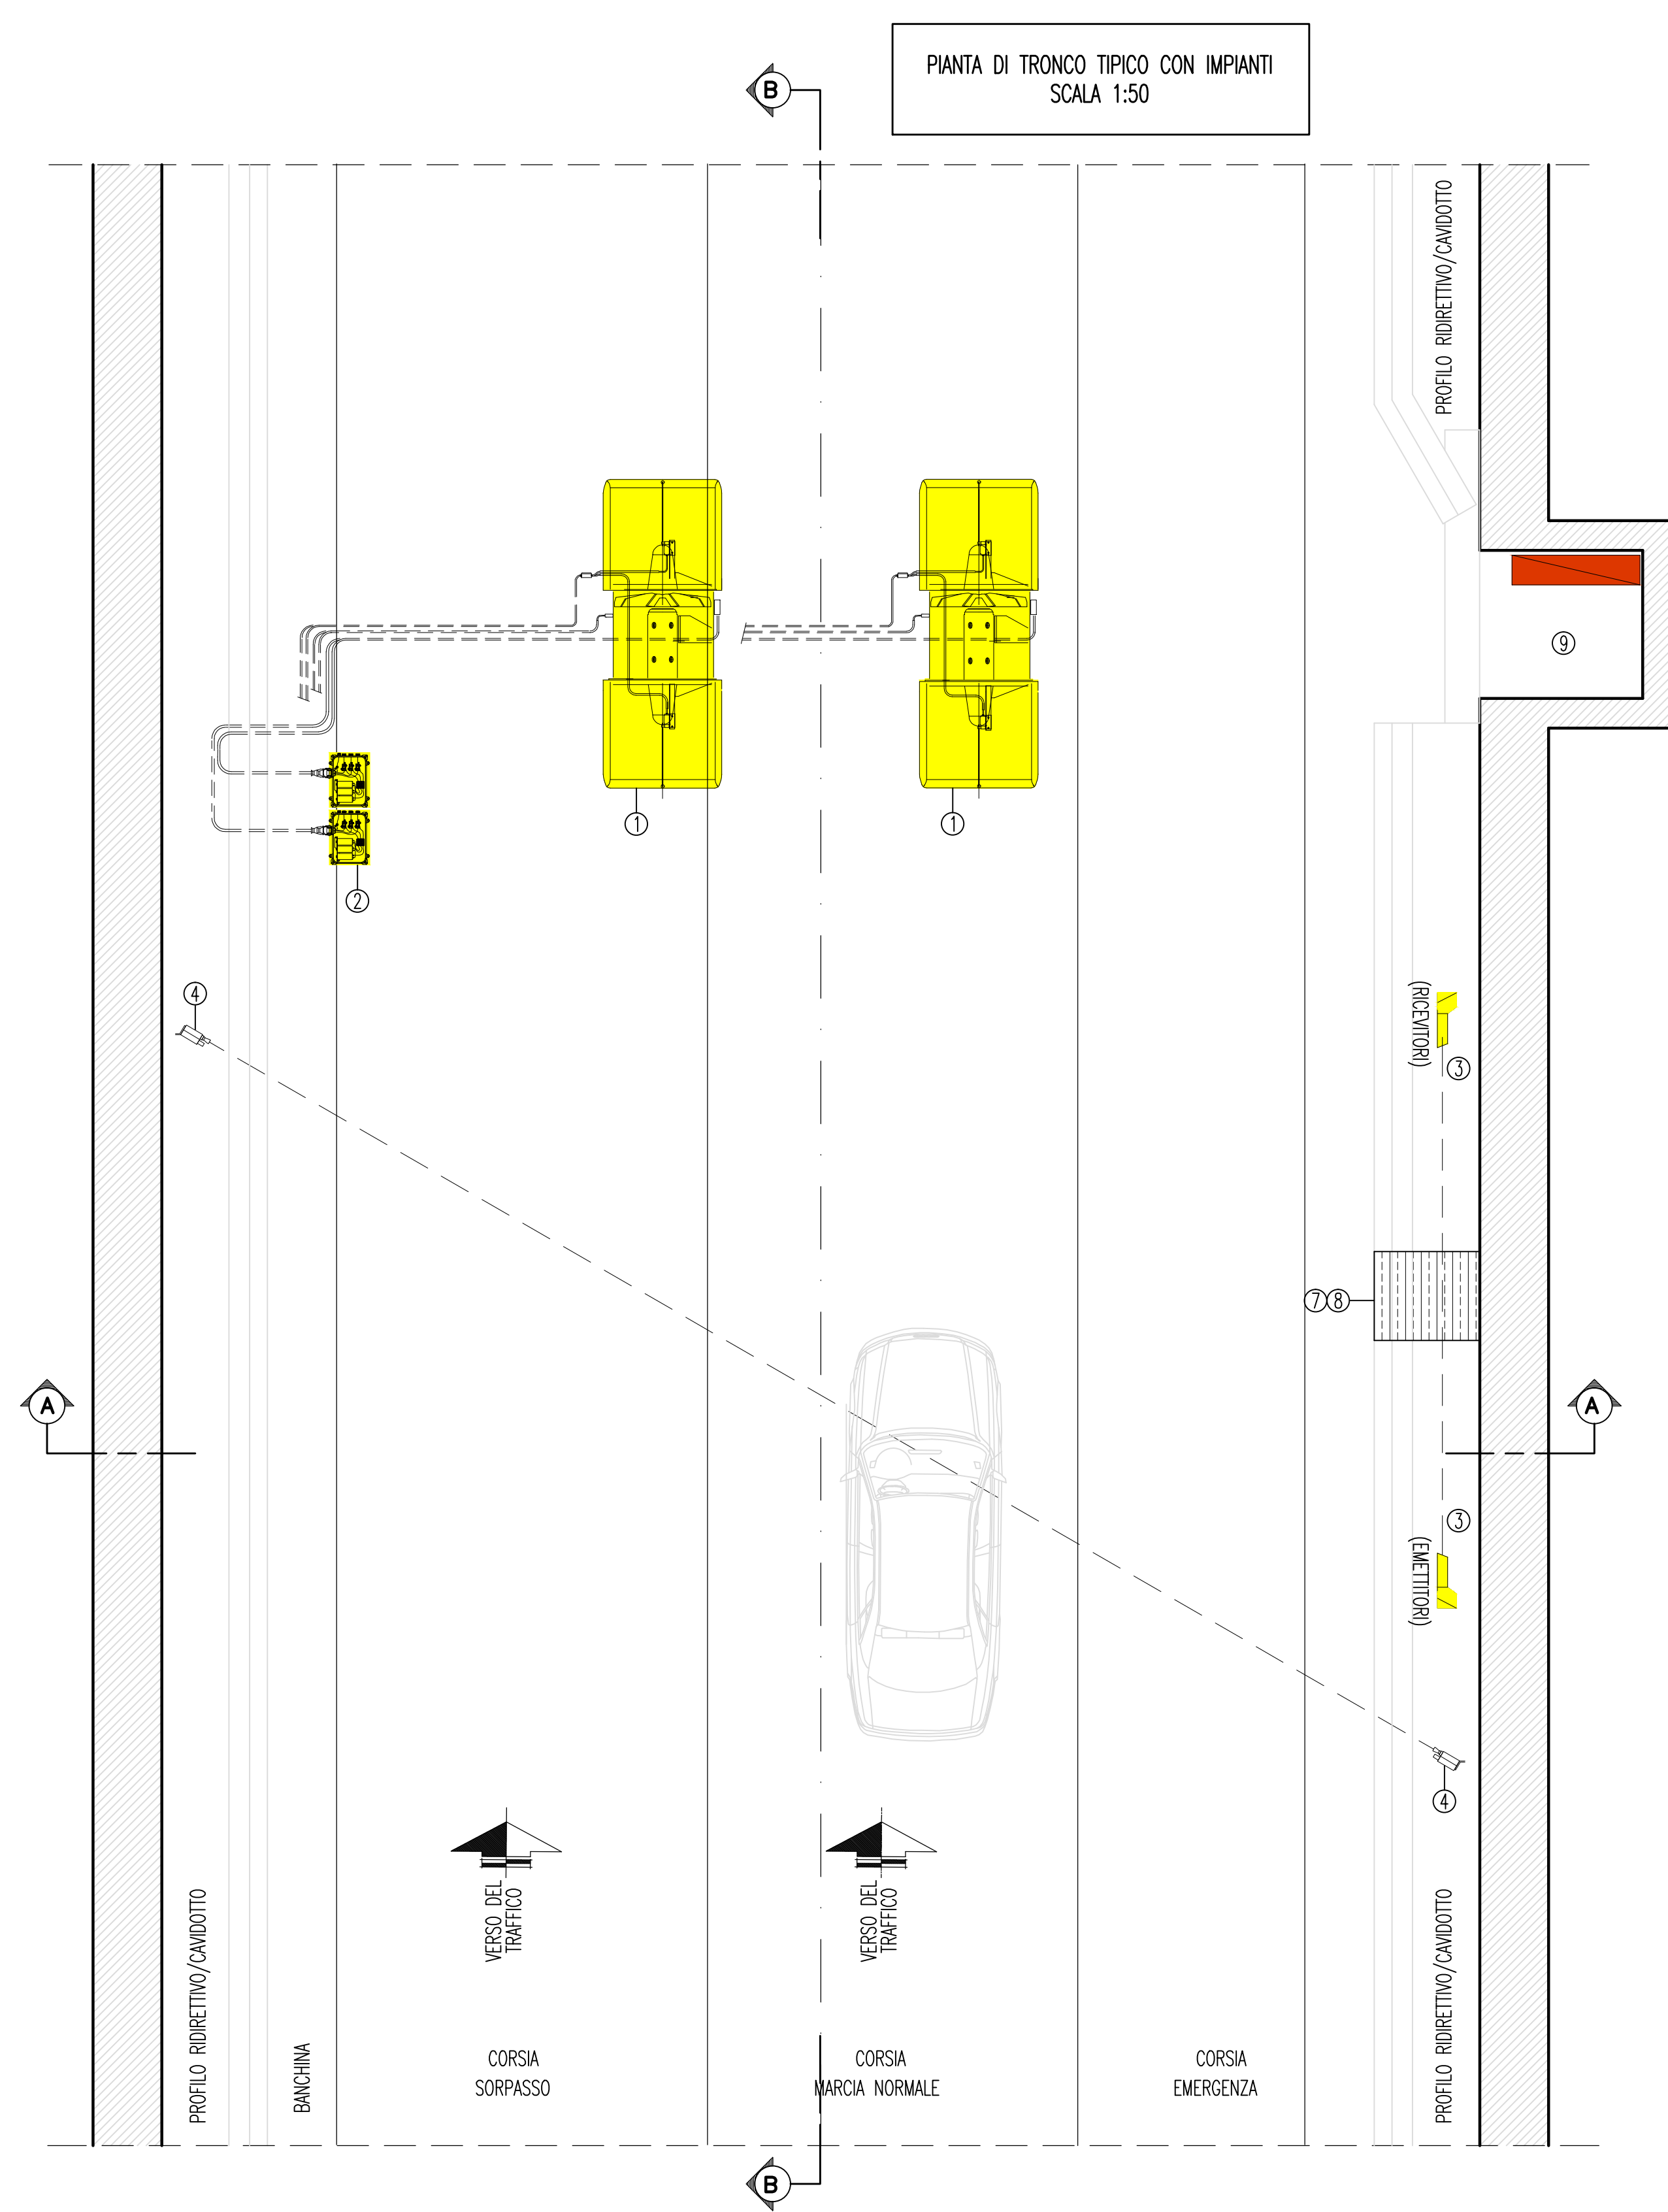 PIANTA DI TRONCO TIPICO CON IMPIANTI
SCALA 1:50
B
PROFILO RIDIRETTIVO/CAVIDOTTO
9
1
1
2
4
(RICEVITORI)
3
7 8
A
A
3
(EMETTITORI)
4
VERSO DEL
TRAFFICO
VERSO DEL
TRAFFICO
PROFILO RIDIRETTIVO/CAVIDOTTO
BANCHINA
CORSIA
SORPASSO
CORSIA
MARCIA NORMALE
CORSIA
EMERGENZA
PROFILO RIDIRETTIVO/CAVIDOTTO
B